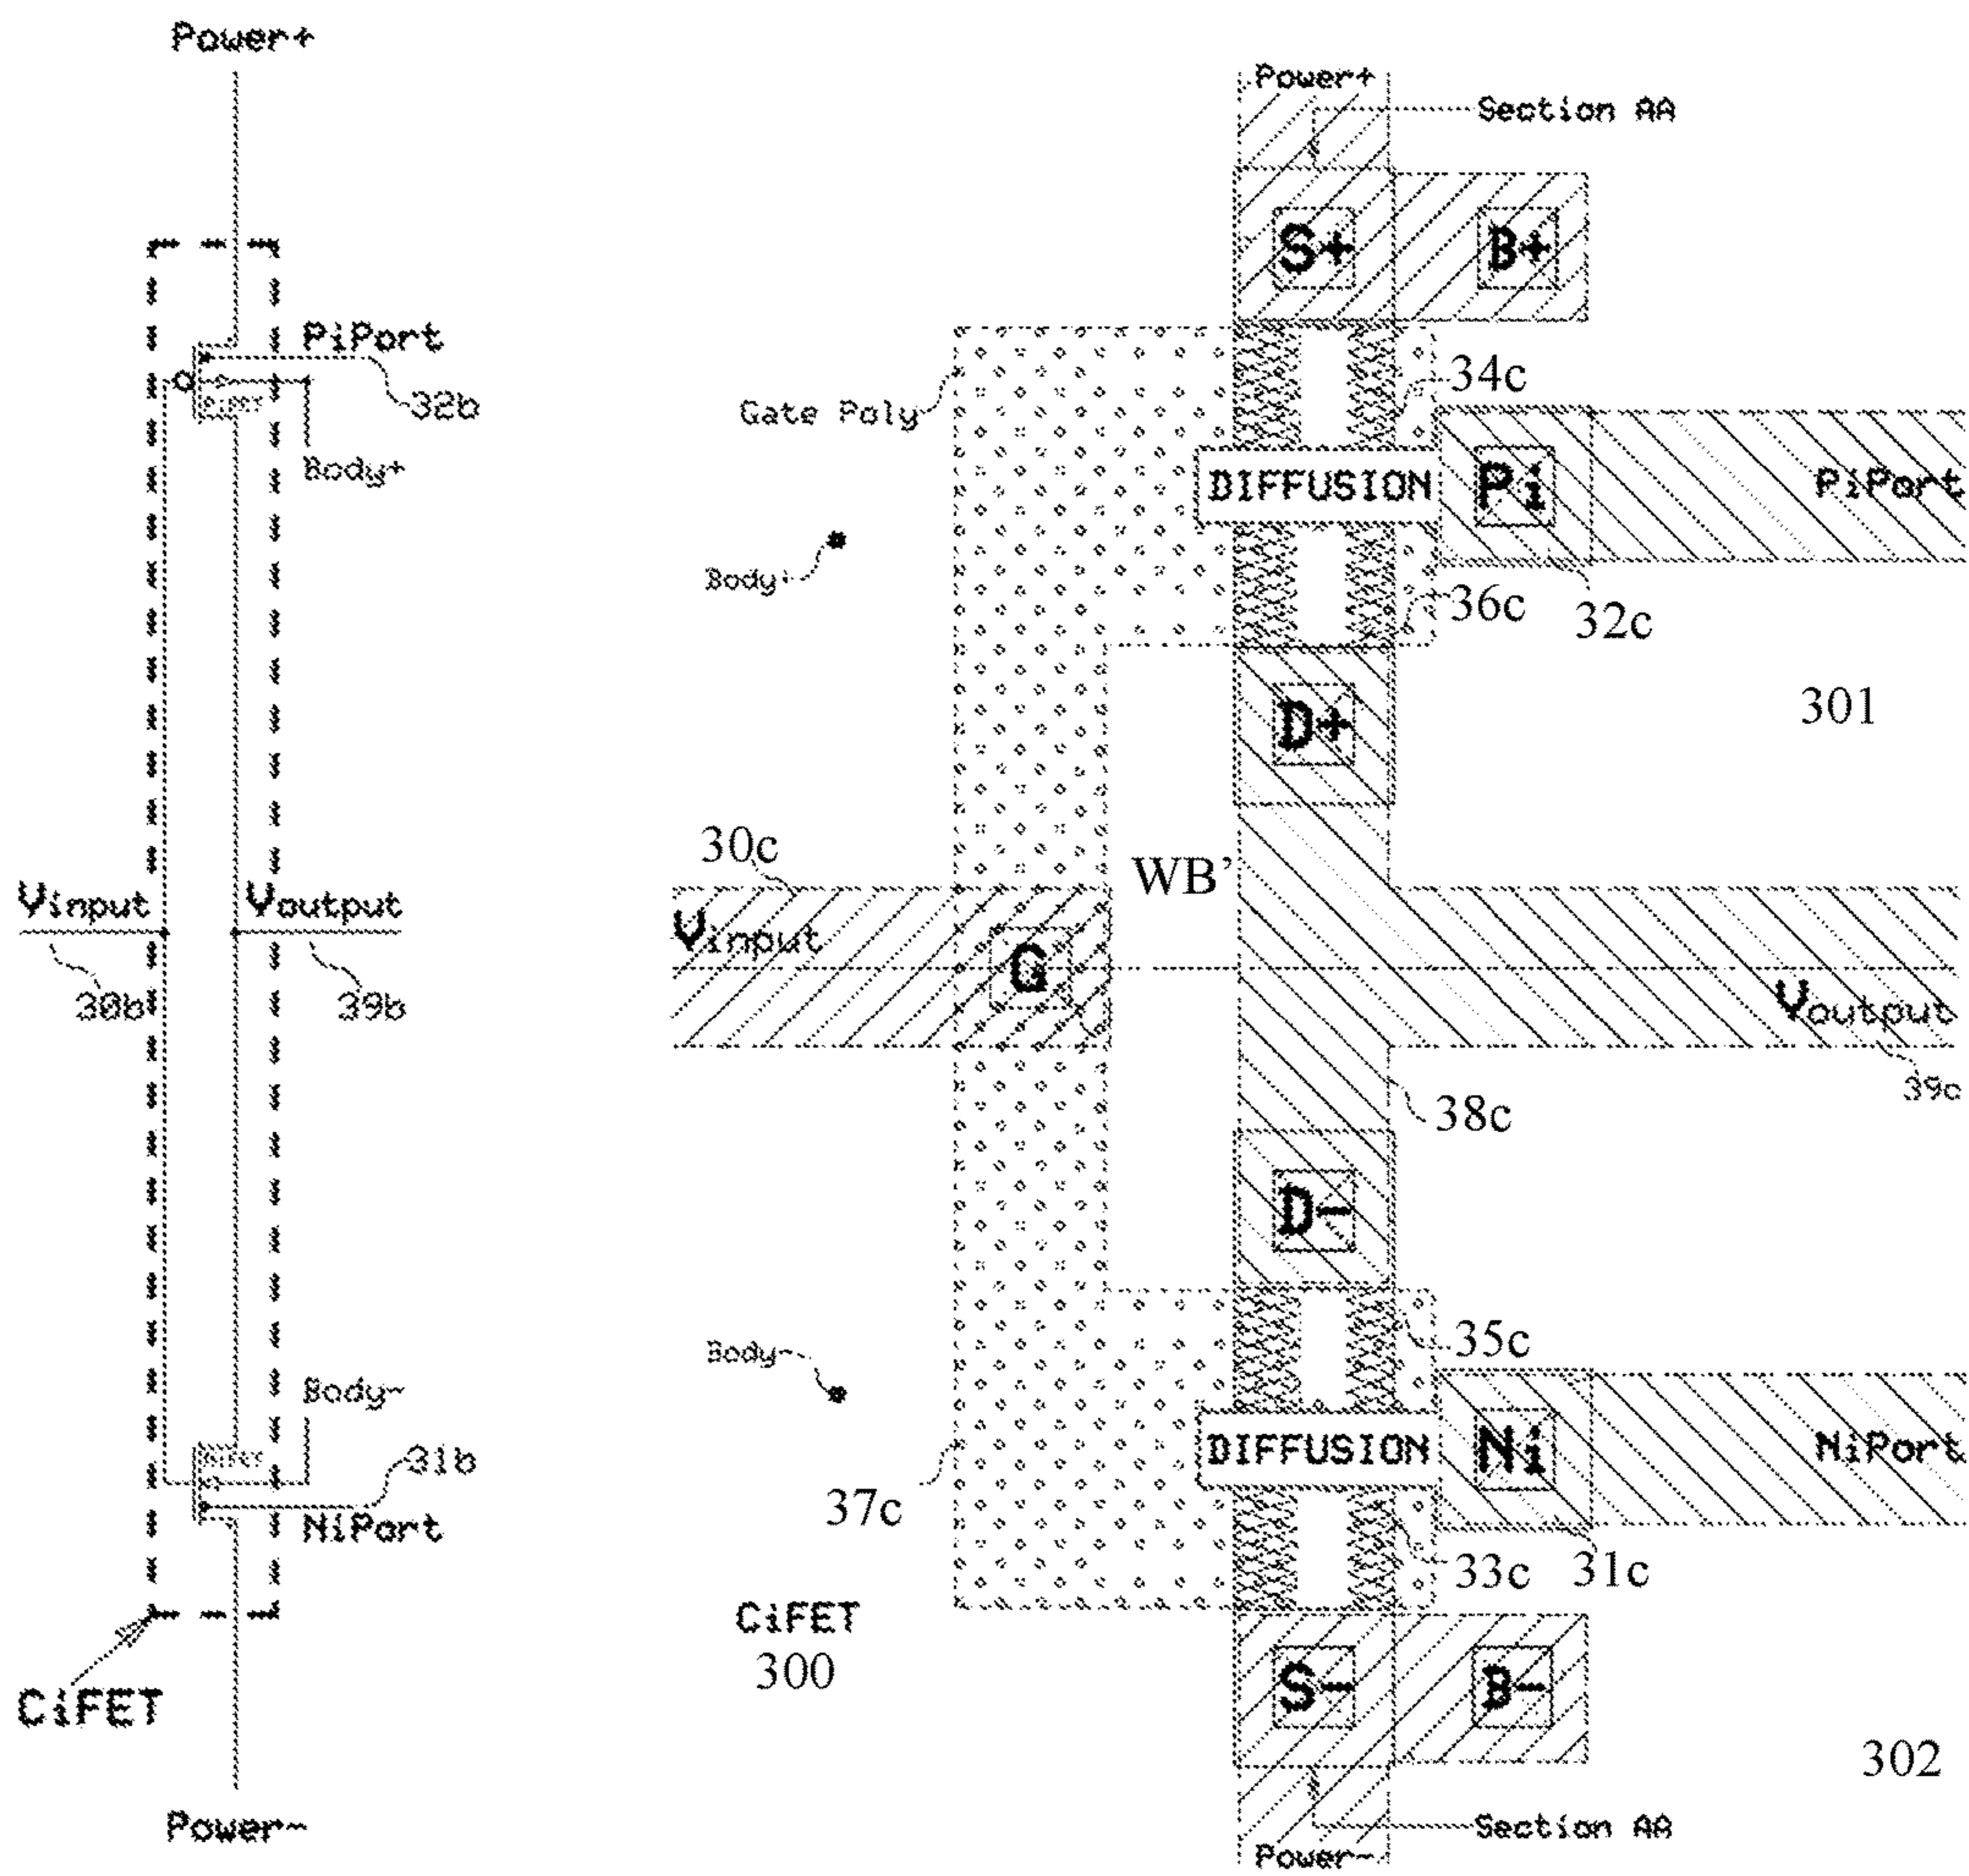 Power+
PiPort
32b
Body+
Vinput
Voutput
30b
39b
Body-
31b
NiPort
CiFET
Power-
Power+
Section AA
S+
B+
34c
Gate Poly
DIFFUSION
Pi
PiPort
Body+
36c
32c
D+
301
30c
WB'
Vinput
G
Voutput
39c
38c
D-
Body-
35c
DIFFUSION
Ni
NiPort
37c
33c
31c
CiFET
300
S-
B-
302
Section AA
Power-